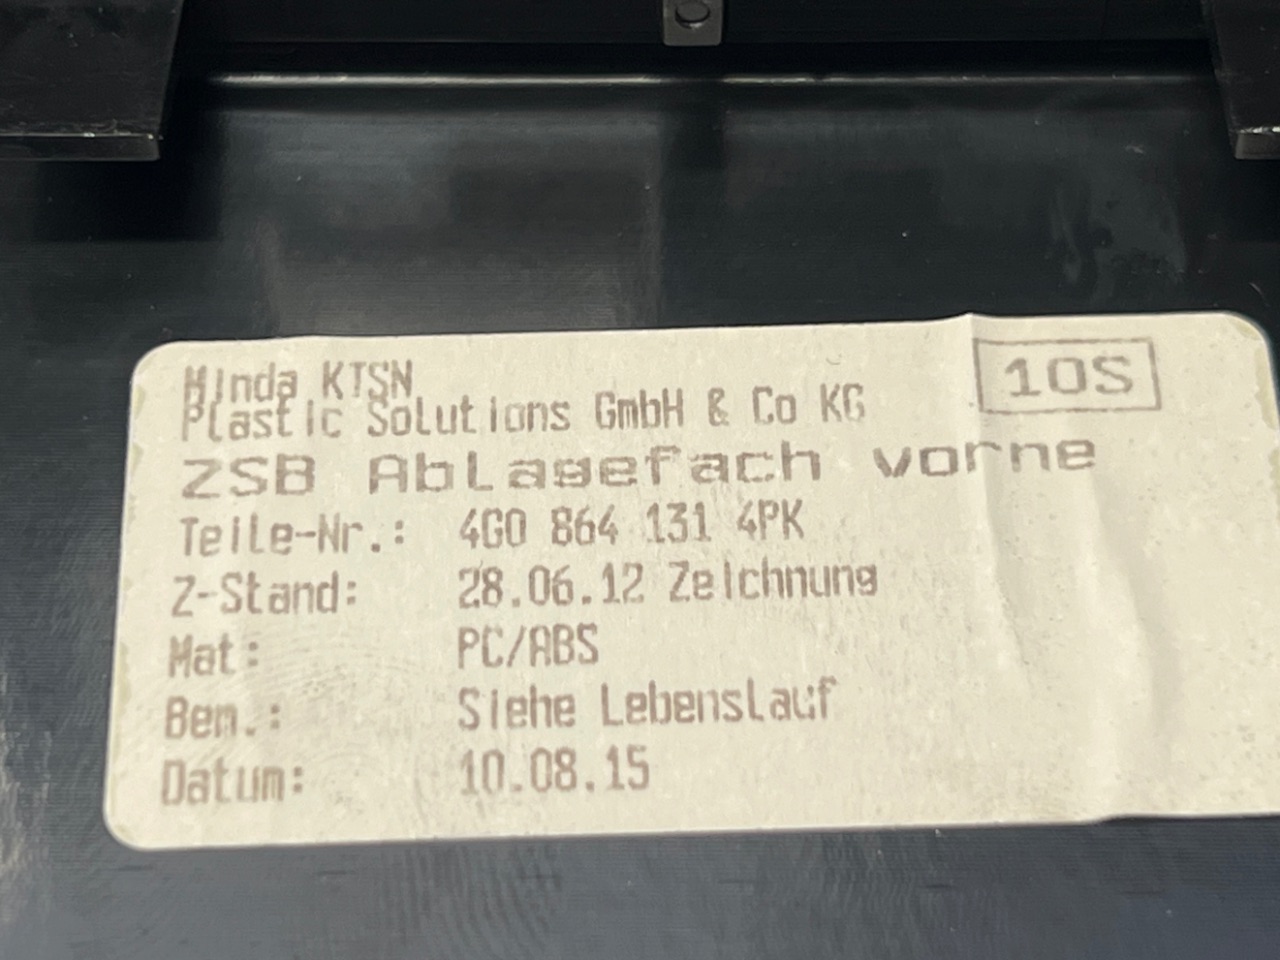 Minda KTSN
Plastic Solutions GmbH & Co KG
10S
ZSB Ablagefach vorne
Teile-Nr.: 4G0 864 131 4PK
Z-Stand: 28.06.12 Zeichnung
Mat: PC/ABS
Bem.: Siehe Lebenslauf
Datum: 10.08.15